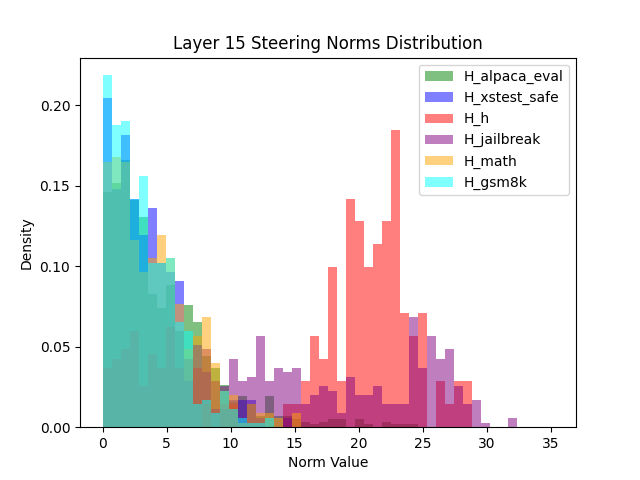 Layer 15 Steering Norms Distribution
H_alpaca_eval
H_xstest_safe
H_h
H_jailbreak
H_math
H_gsm8k
Density
0.20
0.15
0.10
0.05
0.00
0
5
10
15
20
25
30
35
Norm Value